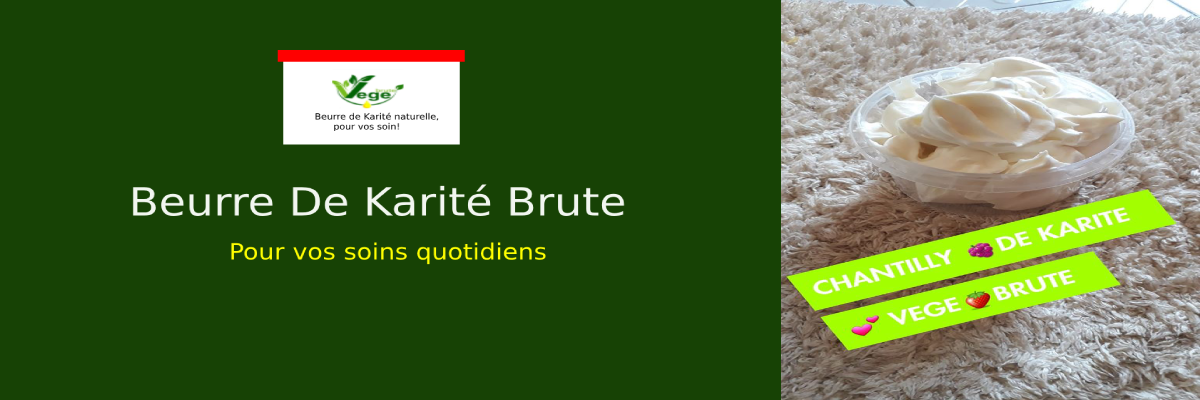 Vege
Beurre de Karité naturelle,
pour vos soin!
Beurre De Karité Brute
Pour vos soins quotidiens
CHANTILLY 🍇 DE KARITE
💕 VEGE 🍓 BRUTE